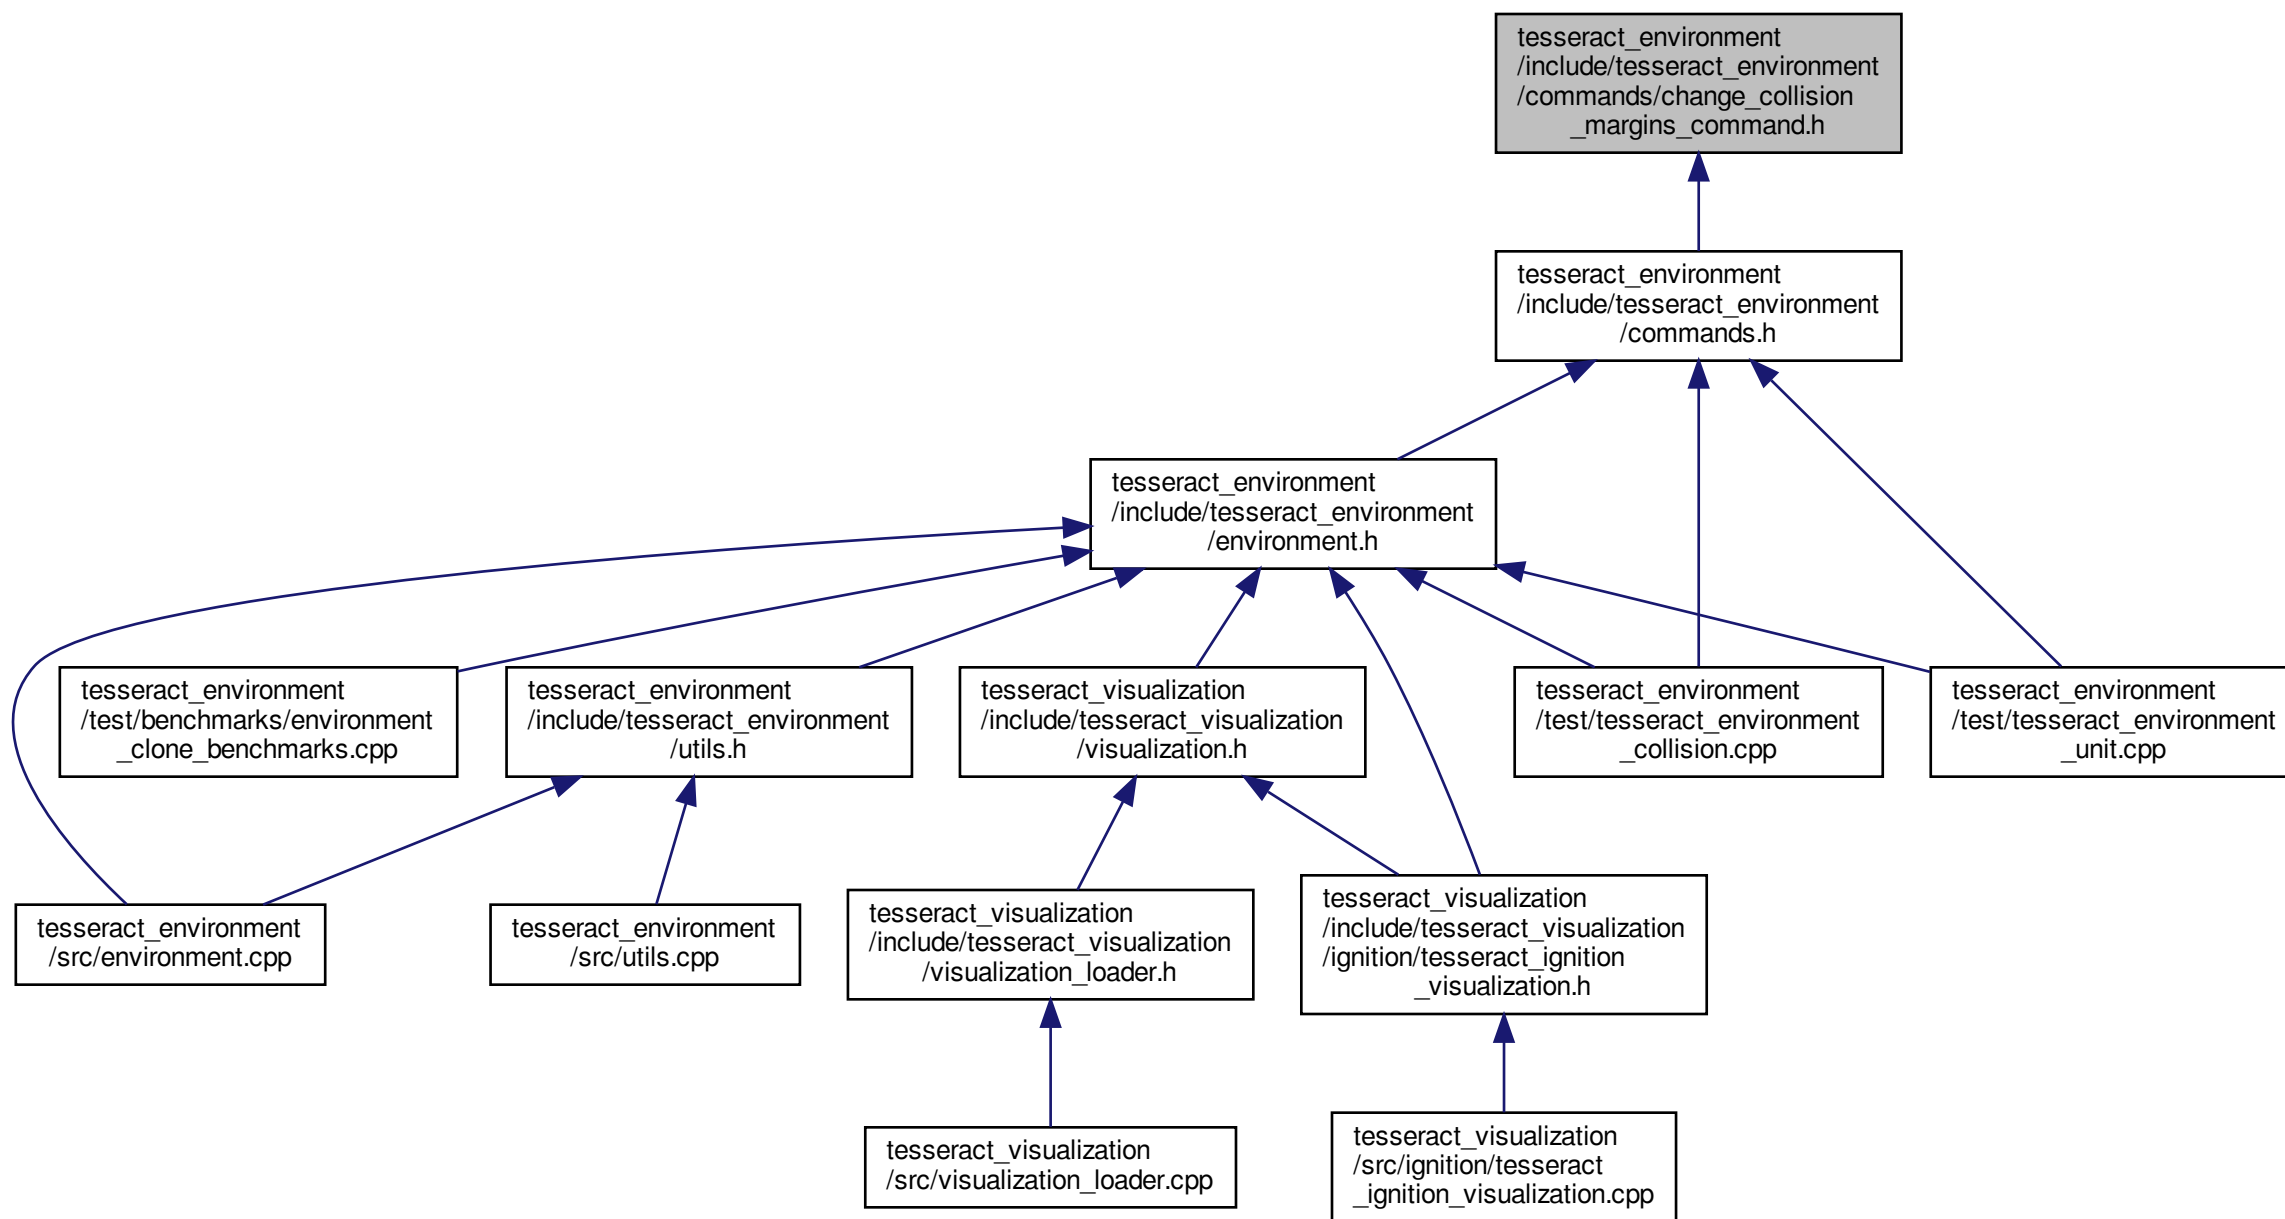 tesseract_environment
/include/tesseract_environment
/commands/change_collision
_margins_command.h
tesseract_environment
/include/tesseract_environment
/commands.h
tesseract_environment
/include/tesseract_environment
/environment.h
tesseract_environment
/test/benchmarks/environment
_clone_benchmarks.cpp
tesseract_environment
/include/tesseract_environment
/utils.h
tesseract_visualization
/include/tesseract_visualization
/visualization.h
tesseract_environment
/test/tesseract_environment
_collision.cpp
tesseract_environment
/test/tesseract_environment
_unit.cpp
tesseract_environment
/src/environment.cpp
tesseract_environment
/src/utils.cpp
tesseract_visualization
/include/tesseract_visualization
/visualization_loader.h
tesseract_visualization
/include/tesseract_visualization
/ignition/tesseract_ignition
_visualization.h
tesseract_visualization
/src/visualization_loader.cpp
tesseract_visualization
/src/ignition/tesseract
_ignition_visualization.cpp